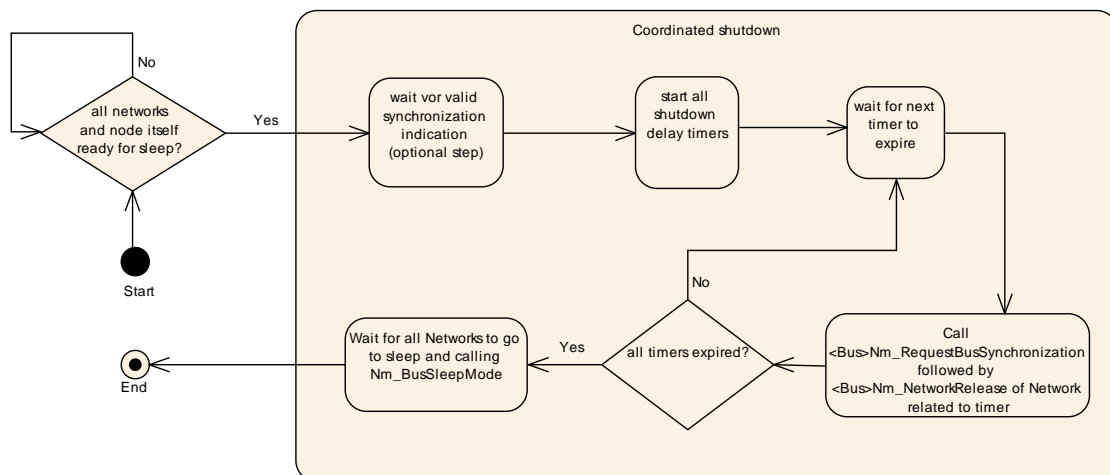 Coordinated shutdown
No
all networks
and node itself
ready for sleep?
Yes
wait vor valid
synchronization
indication
(optional step)
start all
shutdown
delay timers
wait for next
timer to
expire
Start
No
Call
<Bus>Nm_RequestBusSynchronization
followed by
<Bus>Nm_NetworkRelease of Network
related to timer
all timers expired?
Yes
Wait for all Networks to go
to sleep and calling
Nm_BusSleepMode
End